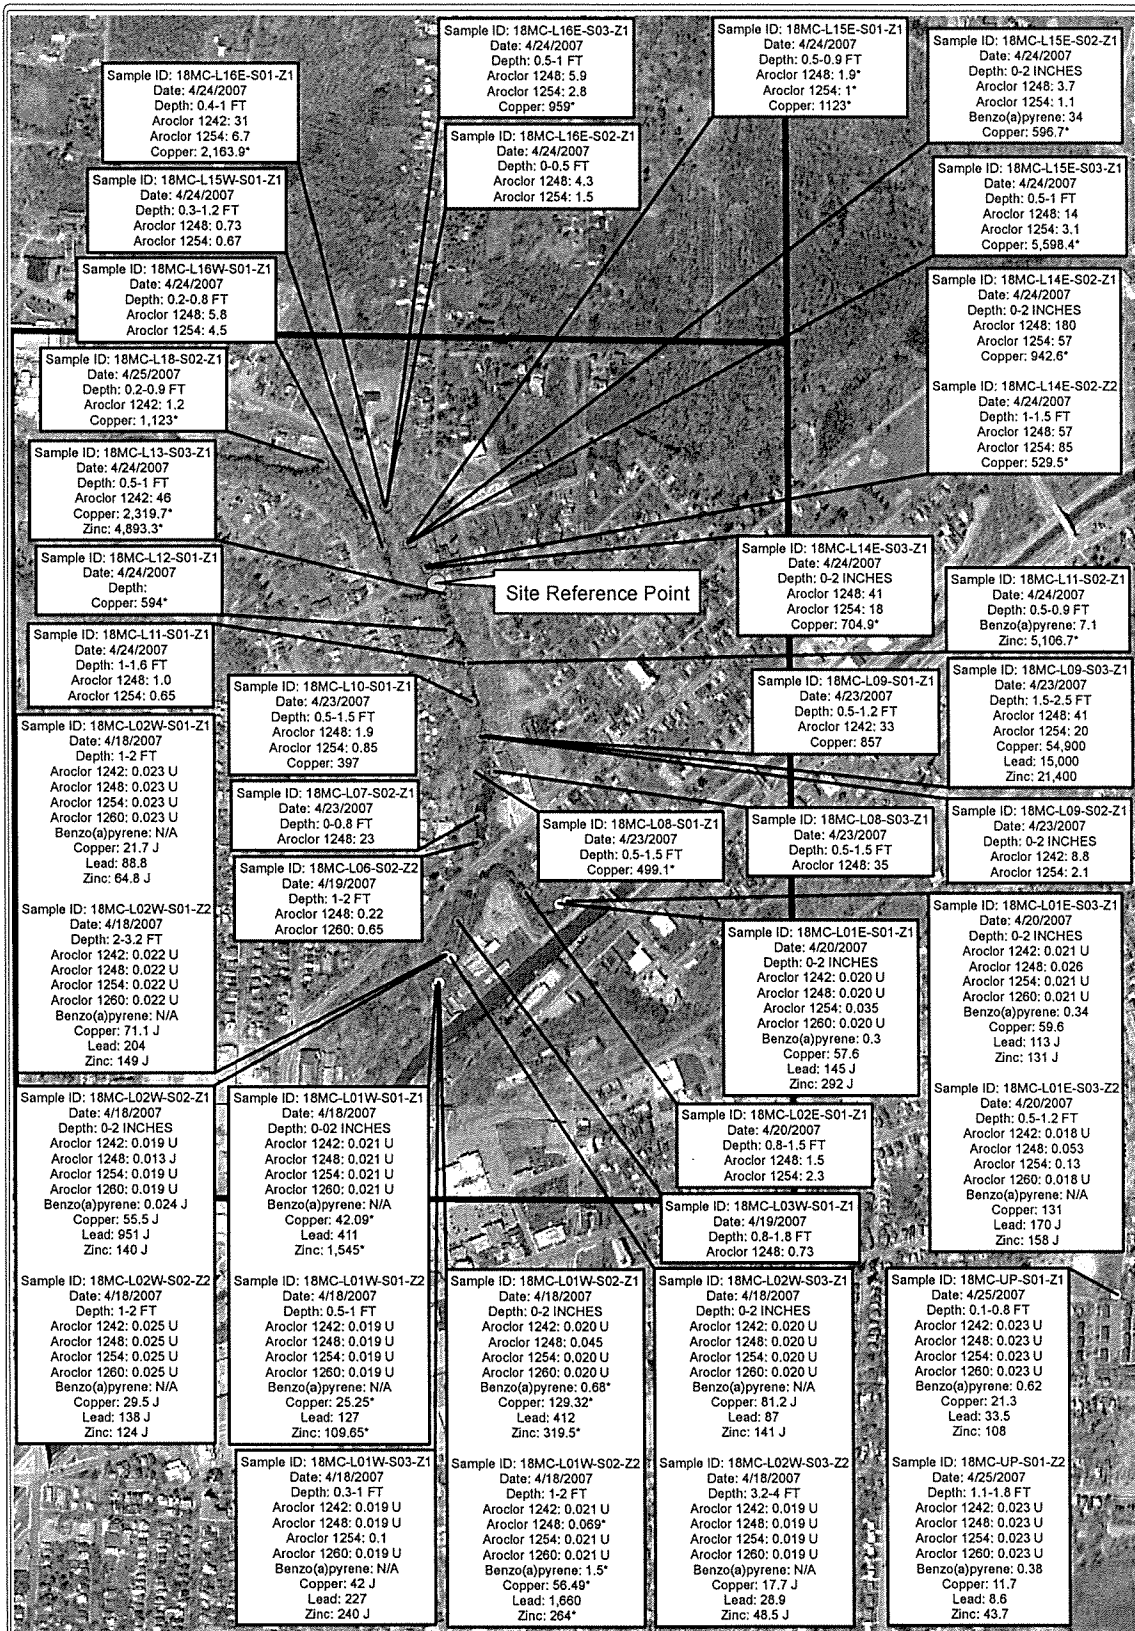 Sample ID: 18MC-L16E-S01-Z1
Date: 4/24/2007
Depth: 0.4-1 FT
Aroclor 1242: 31
Aroclor 1254: 6.7
Copper: 2,163.9*
Sample ID: 18MC-L16E-S03-Z1
Date: 4/24/2007
Depth: 0.5-1 FT
Aroclor 1248: 5.9
Aroclor 1254: 2.8
Copper: 959*
Sample ID: 18MC-L15E-S01-Z1
Date: 4/24/2007
Depth: 0.5-0.9 FT
Aroclor 1248: 1.9*
Aroclor 1254: 1*
Copper: 1123*
Sample ID: 18MC-L15E-S02-Z1
Date: 4/24/2007
Depth: 0-2 INCHES
Aroclor 1248: 3.7
Aroclor 1254: 1.1
Benzo(a)pyrene: 34
Copper: 596.7*
Sample ID: 18MC-L16E-S02-Z1
Date: 4/24/2007
Depth: 0-0.5 FT
Aroclor 1248: 4.3
Aroclor 1254: 1.5
Sample ID: 18MC-L15W-S01-Z1
Date: 4/24/2007
Depth: 0.3-1.2 FT
Aroclor 1248: 0.73
Aroclor 1254: 0.67
Sample ID: 18MC-L15E-S03-Z1
Date: 4/24/2007
Depth: 0.5-1 FT
Aroclor 1248: 14
Aroclor 1254: 3.1
Copper: 5,598.4*
Sample ID: 18MC-L16W-S01-Z1
Date: 4/24/2007
Depth: 0.2-0.8 FT
Aroclor 1248: 5.8
Aroclor 1254: 4.5
Sample ID: 18MC-L14E-S02-Z1
Date: 4/24/2007
Depth: 0-2 INCHES
Aroclor 1248: 180
Aroclor 1254: 57
Copper: 942.6*
Sample ID: 18MC-L14E-S02-Z2
Date: 4/24/2007
Depth: 1-1.5 FT
Aroclor 1248: 57
Aroclor 1254: 85
Copper: 529.5*
Sample ID: 18MC-L18-S02-Z1
Date: 4/25/2007
Depth: 0.2-0.9 FT
Aroclor 1242: 1.2
Copper: 1,123*
Sample ID: 18MC-L13-S03-Z1
Date: 4/24/2007
Depth: 0.5-1 FT
Aroclor 1242: 46
Copper: 2,319.7*
Zinc: 4,893.3*
Sample ID: 18MC-L12-S01-Z1
Date: 4/24/2007
Depth:
Copper: 594*
Site Reference Point
Sample ID: 18MC-L14E-S03-Z1
Date: 4/24/2007
Depth: 0-2 INCHES
Aroclor 1248: 41
Aroclor 1254: 18
Copper: 704.9*
Sample ID: 18MC-L11-S02-Z1
Date: 4/24/2007
Depth: 0.5-0.9 FT
Benzo(a)pyrene: 7.1
Zinc: 5,106.7*
Sample ID: 18MC-L11-S01-Z1
Date: 4/24/2007
Depth: 1-1.6 FT
Aroclor 1248: 1.0
Aroclor 1254: 0.65
Sample ID: 18MC-L10-S01-Z1
Date: 4/23/2007
Depth: 0.5-1.5 FT
Aroclor 1248: 1.9
Aroclor 1254: 0.85
Copper: 397
Sample ID: 18MC-L09-S01-Z1
Date: 4/23/2007
Depth: 0.5-1.2 FT
Aroclor 1242: 33
Copper: 857
Sample ID: 18MC-L09-S03-Z1
Date: 4/23/2007
Depth: 1.5-2.5 FT
Aroclor 1248: 41
Aroclor 1254: 20
Copper: 54,900
Lead: 15,000
Zinc: 21,400
Sample ID: 18MC-L02W-S01-Z1
Date: 4/18/2007
Depth: 1-2 FT
Aroclor 1242: 0.023 U
Aroclor 1248: 0.023 U
Aroclor 1254: 0.023 U
Aroclor 1260: 0.023 U
Benzo(a)pyrene: N/A
Copper: 21.7 J
Lead: 88.8
Zinc: 64.8 J
Sample ID: 18MC-L02W-S01-Z2
Date: 4/18/2007
Depth: 2-3.2 FT
Aroclor 1242: 0.022 U
Aroclor 1248: 0.022 U
Aroclor 1254: 0.022 U
Aroclor 1260: 0.022 U
Benzo(a)pyrene: N/A
Copper: 71.1 J
Lead: 204
Zinc: 149 J
Sample ID: 18MC-L07-S02-Z1
Date: 4/23/2007
Depth: 0-0.8 FT
Aroclor 1248: 23
Sample ID: 18MC-L08-S01-Z1
Date: 4/23/2007
Depth: 0.5-1.5 FT
Copper: 499.1*
Sample ID: 18MC-L08-S03-Z1
Date: 4/23/2007
Depth: 0.5-1.5 FT
Aroclor 1248: 35
Sample ID: 18MC-L09-S02-Z1
Date: 4/23/2007
Depth: 0-2 INCHES
Aroclor 1242: 8.8
Aroclor 1254: 2.1
Sample ID: 18MC-L06-S02-Z2
Date: 4/19/2007
Depth: 1-2 FT
Aroclor 1248: 0.22
Aroclor 1260: 0.65
Sample ID: 18MC-L01E-S01-Z1
Date: 4/20/2007
Depth: 0-2 INCHES
Aroclor 1242: 0.020 U
Aroclor 1248: 0.020 U
Aroclor 1254: 0.035
Aroclor 1260: 0.020 U
Benzo(a)pyrene: 0.3
Copper: 57.6
Lead: 145 J
Zinc: 292 J
Sample ID: 18MC-L01E-S03-Z1
Date: 4/20/2007
Depth: 0-2 INCHES
Aroclor 1242: 0.021 U
Aroclor 1248: 0.026
Aroclor 1254: 0.021 U
Aroclor 1260: 0.021 U
Benzo(a)pyrene: 0.34
Copper: 59.6
Lead: 113 J
Zinc: 131 J
Sample ID: 18MC-L01E-S03-Z2
Date: 4/20/2007
Depth: 0.5-1.2 FT
Aroclor 1242: 0.018 U
Aroclor 1248: 0.053
Aroclor 1254: 0.13
Aroclor 1260: 0.018 U
Benzo(a)pyrene: N/A
Copper: 131
Lead: 170 J
Zinc: 158 J
Sample ID: 18MC-L02W-S02-Z1
Date: 4/18/2007
Depth: 0-2 INCHES
Aroclor 1242: 0.019 U
Aroclor 1248: 0.013 J
Aroclor 1254: 0.019 U
Aroclor 1260: 0.019 U
Benzo(a)pyrene: 0.024 J
Copper: 55.5 J
Lead: 951 J
Zinc: 140 J
Sample ID: 18MC-L02W-S02-Z2
Date: 4/18/2007
Depth: 1-2 FT
Aroclor 1242: 0.025 U
Aroclor 1248: 0.025 U
Aroclor 1254: 0.025 U
Aroclor 1260: 0.025 U
Benzo(a)pyrene: N/A
Copper: 29.5 J
Lead: 138 J
Zinc: 124 J
Sample ID: 18MC-L01W-S01-Z1
Date: 4/18/2007
Depth: 0-02 INCHES
Aroclor 1242: 0.021 U
Aroclor 1248: 0.021 U
Aroclor 1254: 0.021 U
Aroclor 1260: 0.021 U
Benzo(a)pyrene: N/A
Copper: 42.09*
Lead: 411
Zinc: 1,545*
Sample ID: 18MC-L01W-S01-Z2
Date: 4/18/2007
Depth: 0.5-1 FT
Aroclor 1242: 0.019 U
Aroclor 1248: 0.019 U
Aroclor 1254: 0.019 U
Aroclor 1260: 0.019 U
Benzo(a)pyrene: N/A
Copper: 25.25*
Lead: 127
Zinc: 109.65*
Sample ID: 18MC-L02E-S01-Z1
Date: 4/20/2007
Depth: 0.8-1.5 FT
Aroclor 1248: 1.5
Aroclor 1254: 2.3
Sample ID: 18MC-L03W-S01-Z1
Date: 4/19/2007
Depth: 0.8-1.8 FT
Aroclor 1248: 0.73
Sample ID: 18MC-L01W-S02-Z1
Date: 4/18/2007
Depth: 0-2 INCHES
Aroclor 1242: 0.020 U
Aroclor 1248: 0.045
Aroclor 1254: 0.020 U
Aroclor 1260: 0.020 U
Benzo(a)pyrene: 0.68*
Copper: 129.32*
Lead: 412
Zinc: 319.5*
Sample ID: 18MC-L01W-S02-Z2
Date: 4/18/2007
Depth: 1-2 FT
Aroclor 1242: 0.021 U
Aroclor 1248: 0.069*
Aroclor 1254: 0.021 U
Aroclor 1260: 0.021 U
Benzo(a)pyrene: 1.5*
Copper: 56.49*
Lead: 1,660
Zinc: 264*
Sample ID: 18MC-L02W-S03-Z1
Date: 4/18/2007
Depth: 0-2 INCHES
Aroclor 1242: 0.020 U
Aroclor 1248: 0.020 U
Aroclor 1254: 0.020 U
Aroclor 1260: 0.020 U
Benzo(a)pyrene: N/A
Copper: 81.2 J
Lead: 87
Zinc: 141 J
Sample ID: 18MC-L02W-S03-Z2
Date: 4/18/2007
Depth: 3.2-4 FT
Aroclor 1242: 0.019 U
Aroclor 1248: 0.019 U
Aroclor 1254: 0.019 U
Aroclor 1260: 0.019 U
Benzo(a)pyrene: N/A
Copper: 17.7 J
Lead: 28.9
Zinc: 48.5 J
Sample ID: 18MC-UP-S01-Z1
Date: 4/25/2007
Depth: 0.1-0.8 FT
Aroclor 1242: 0.023 U
Aroclor 1248: 0.023 U
Aroclor 1254: 0.023 U
Aroclor 1260: 0.023 U
Benzo(a)pyrene: 0.62
Copper: 21.3
Lead: 33.5
Zinc: 108
Sample ID: 18MC-UP-S01-Z2
Date: 4/25/2007
Depth: 1.1-1.8 FT
Aroclor 1242: 0.023 U
Aroclor 1248: 0.023 U
Aroclor 1254: 0.023 U
Aroclor 1260: 0.023 U
Benzo(a)pyrene: 0.38
Copper: 11.7
Lead: 8.6
Zinc: 43.7
Sample ID: 18MC-L01W-S03-Z1
Date: 4/18/2007
Depth: 0.3-1 FT
Aroclor 1242: 0.019 U
Aroclor 1248: 0.019 U
Aroclor 1254: 0.1
Aroclor 1260: 0.019 U
Benzo(a)pyrene: N/A
Copper: 42 J
Lead: 227
Zinc: 240 J